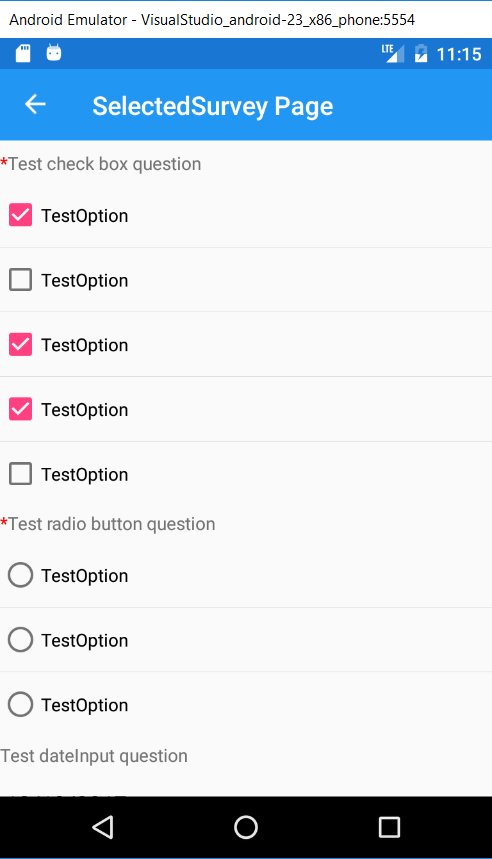 Android Emulator - VisualStudio_android-23_x86_phone:5554
LTE 11:15
SelectedSurvey Page
*Test check box question
TestOption
TestOption
TestOption
TestOption
TestOption
*Test radio button question
TestOption
TestOption
TestOption
Test dateInput question